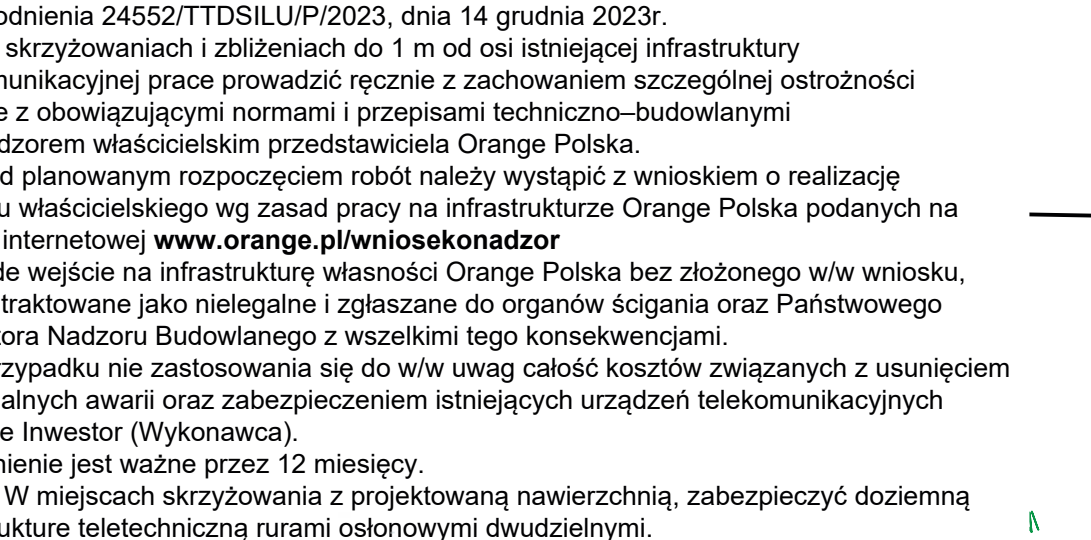 odnienia 24552/TTDSILU/P/2023, dnia 14 grudnia 2023r.
skrzyżowaniach i zbliżeniach do 1 m od osi istniejącej infrastruktury
munikacyjnej prace prowadzić ręcznie z zachowaniem szczególnej ostrożności
e z obowiązującymi normami i przepisami techniczno–budowlanymi
dzorem właścicielskim przedstawiciela Orange Polska.
d planowanym rozpoczęciem robót należy wystąpić z wnioskiem o realizację
u właścicielskiego wg zasad pracy na infrastrukturze Orange Polska podanych na
internetowej www.orange.pl/wniosekonadzor
de wejście na infrastrukturę własności Orange Polska bez złożonego w/w wniosku,
traktowane jako nielegalne i zgłaszane do organów ścigania oraz Państwowego
tora Nadzoru Budowlanego z wszelkimi tego konsekwencjami.
rzypadku nie zastosowania się do w/w uwag całość kosztów związanych z usunięciem
alnych awarii oraz zabezpieczeniem istniejących urządzeń telekomunikacyjnych
e Inwestor (Wykonawca).
nienie jest ważne przez 12 miesięcy.
W miejscach skrzyżowania z projektowaną nawierzchnią, zabezpieczyć doziemną
ukturę teletechniczną rurami osłonowymi dwudzielnymi.